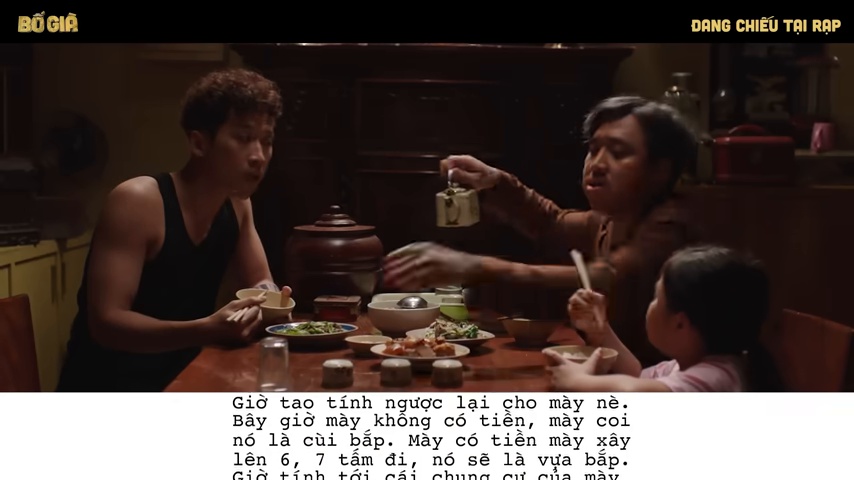 BỐ GIÀ
ĐANG CHIẾU TẠI RẠP
Giờ tao tính ngược lại cho mày nè.
Bây giờ mày không có tiền, mày coi
nó là cùi bắp. Mày có tiền mày xây
lên 6, 7 tấm đi, nó sẽ là vựa bắp.
Giờ tính tới cái chung cư của mày,